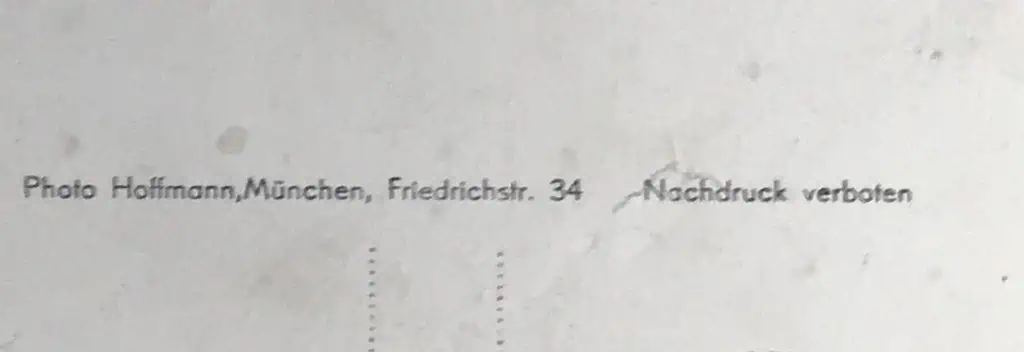 Photo Hoffmann,München, Friedrichstr. 34 Nachdruck verboten